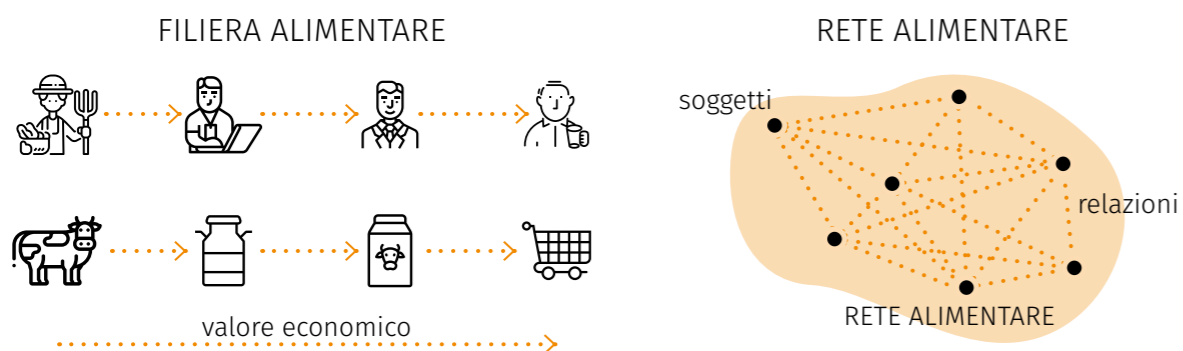 FILIERA ALIMENTARE
valore economico
RETE ALIMENTARE
soggetti
relazioni
RETE ALIMENTARE